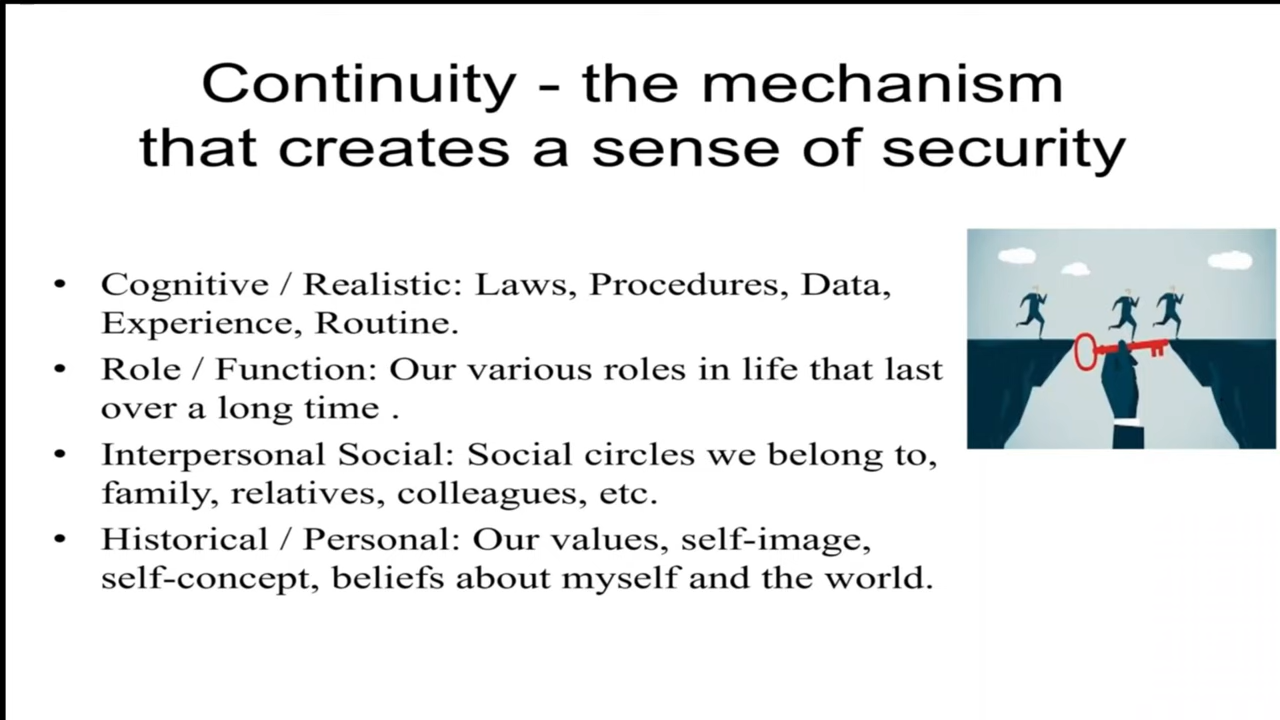 Continuity - the mechanism
that creates a sense of security
• Cognitive / Realistic: Laws, Procedures, Data,
Experience, Routine.
• Role / Function: Our various roles in life that last
over a long time .
• Interpersonal Social: Social circles we belong to,
family, relatives, colleagues, etc.
• Historical / Personal: Our values, self-image,
self-concept, beliefs about myself and the world.